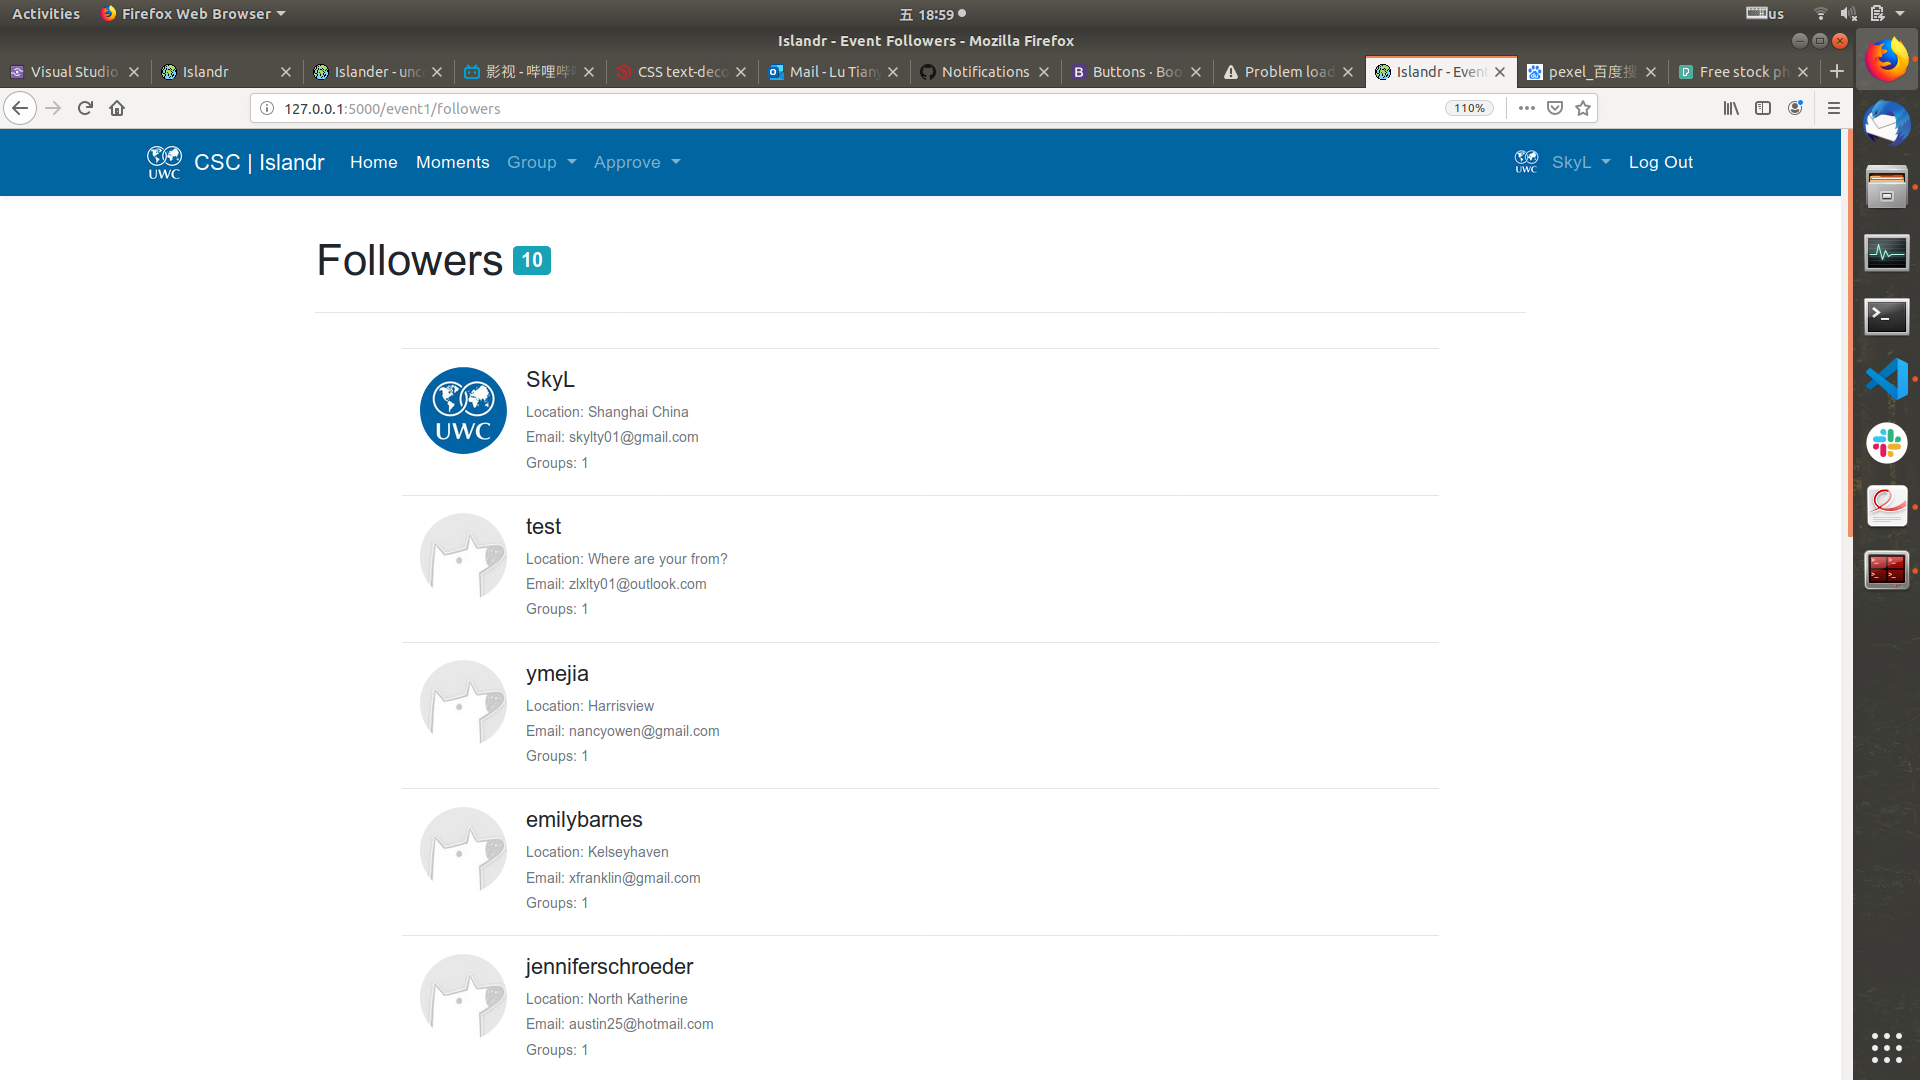 Activities Firefox Web Browser 五 18:59 us
Islandr - Event Followers - Mozilla Firefox
Visual Studio Islandr Islander - unc 影视 - 哔哩哔 CSS text-deco Mail - Lu Tian Notifications Buttons · Boo Problem load Islandr - Even pexel_百度搜 Free stock ph
127.0.0.1:5000/event1/followers 110%
UWC CSC | Islandr Home Moments Group Approve UWC SkyL Log Out
Followers 10
UWC
SkyL
Location: Shanghai China
Email: skylty01@gmail.com
Groups: 1
test
Location: Where are your from?
Email: zlxlty01@outlook.com
Groups: 1
ymejia
Location: Harrisview
Email: nancyowen@gmail.com
Groups: 1
emilybarnes
Location: Kelseyhaven
Email: xfranklin@gmail.com
Groups: 1
jenniferschroeder
Location: North Katherine
Email: austin25@hotmail.com
Groups: 1